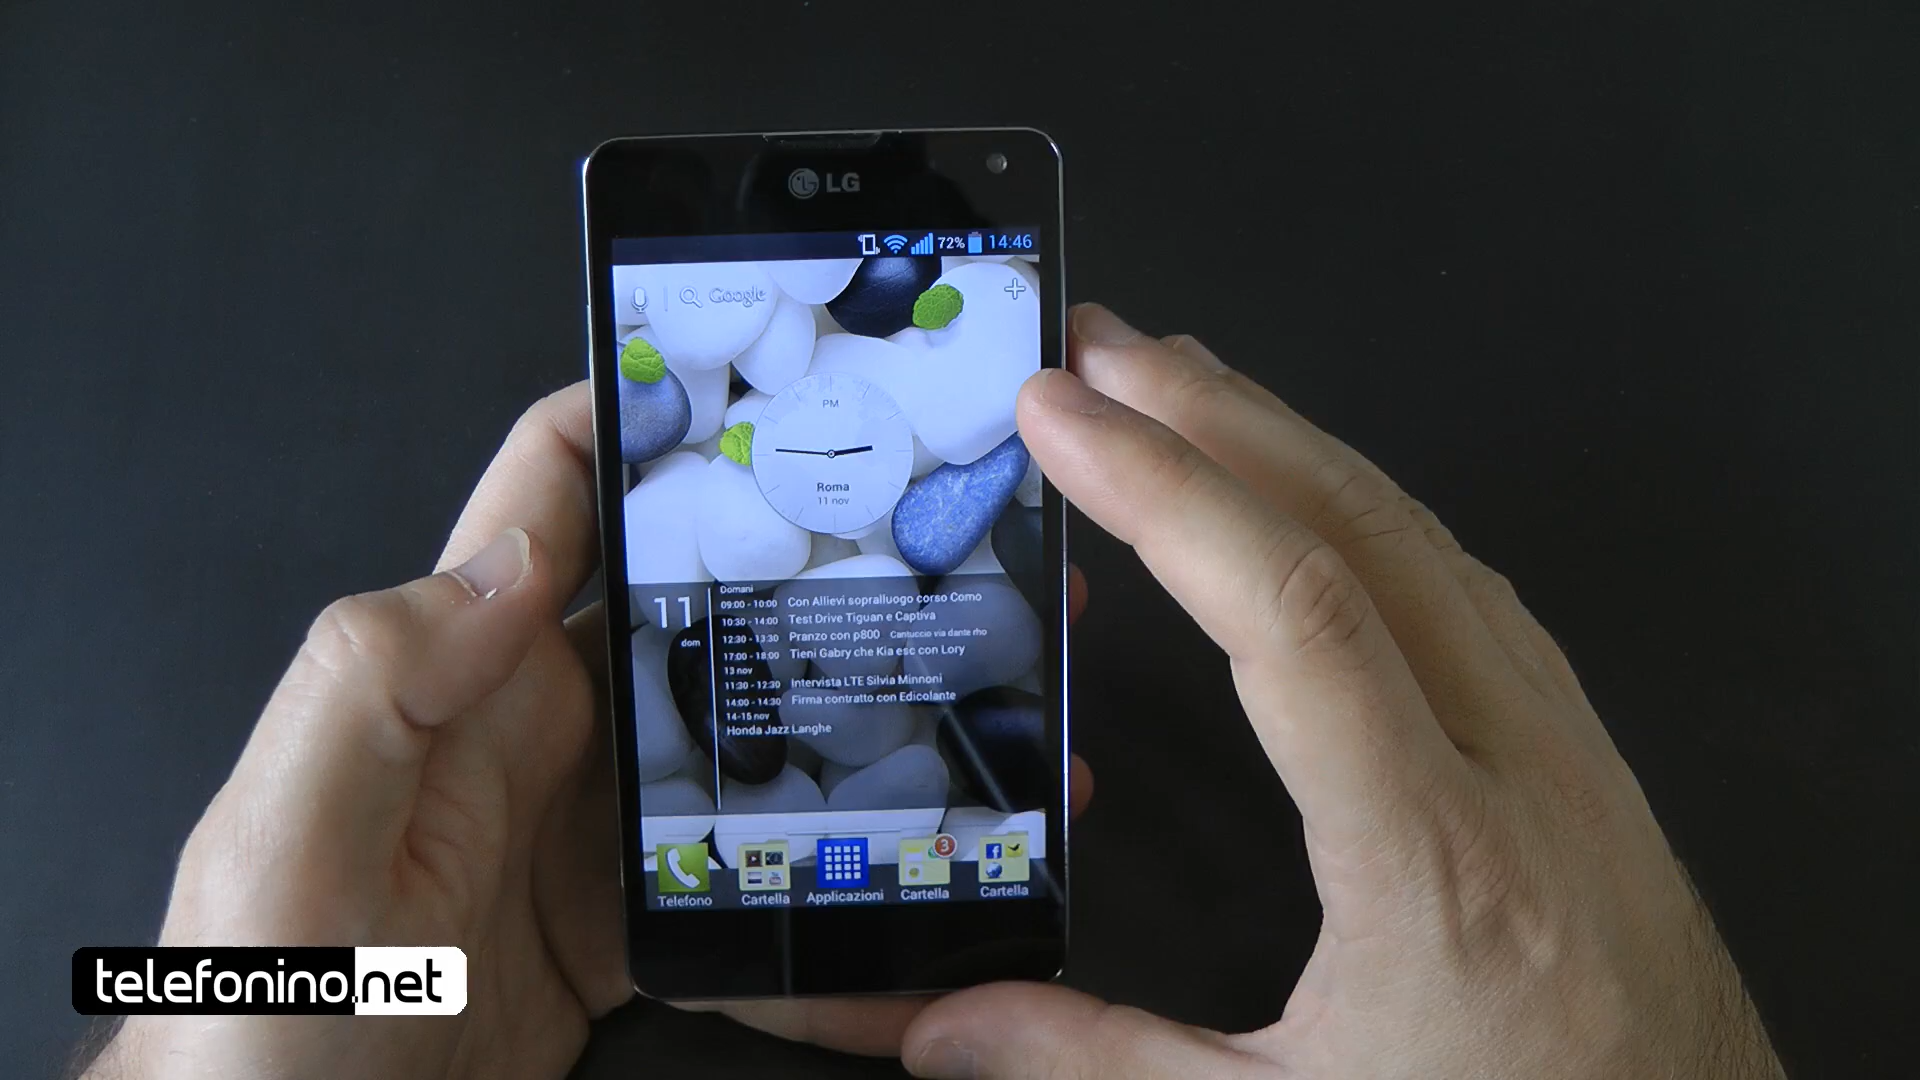 LG
72% 14:46
Google
PM
Roma
11 nov
11
dom
Domani
09:00 - 10:00 Con Allievi sopralluogo corso Como
10:30 - 14:00 Test Drive Tiguan e Captiva
12:30 - 13:30 Pranzo con p800 Cantuccio via dante rho
17:00 - 18:00 Tieni Gabry che Kia esc con Lory
13 nov
11:30 - 12:30 Intervista LTE Silvia Minnoni
14:00 - 14:30 Firma contratto con Edicolante
14-15 nov
Honda Jazz Langhe
3
Telefono Cartella Applicazioni Cartella Cartella
telefonino.net